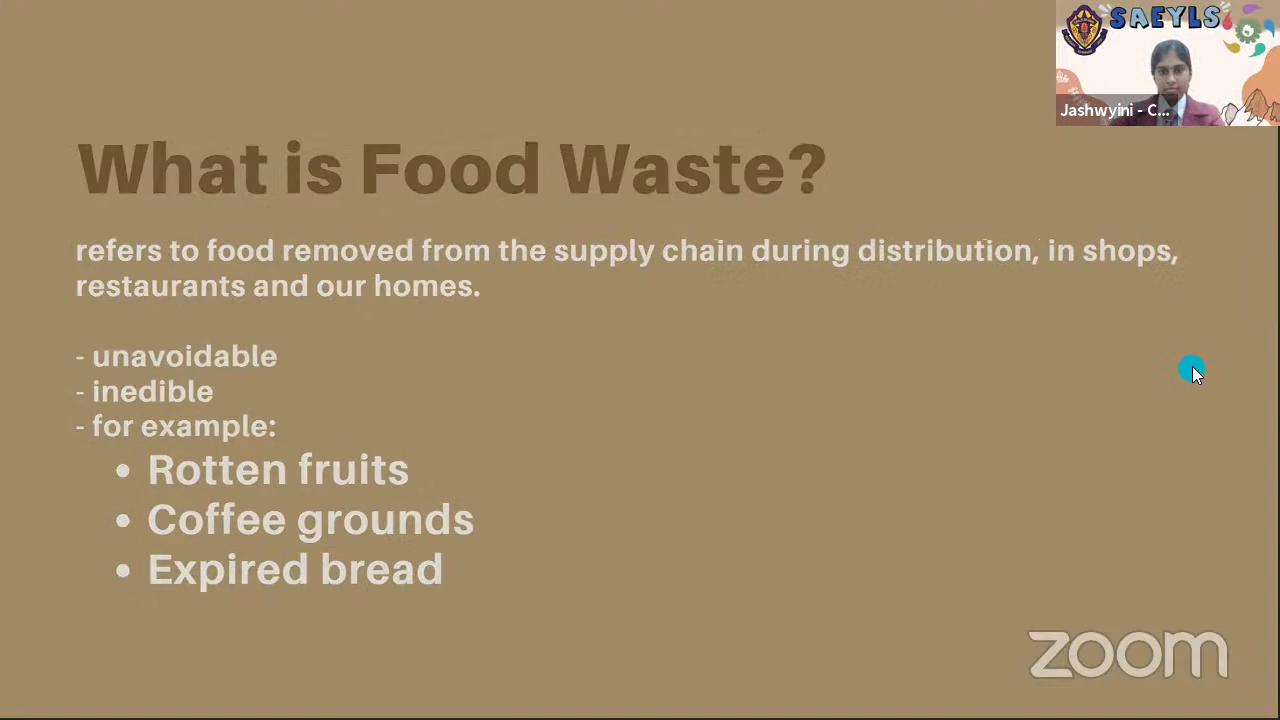 SAEYLS
Jashwyini - C...
What is Food Waste?
refers to food removed from the supply chain during distribution, in shops,
restaurants and our homes.
- unavoidable
- inedible
- for example:
• Rotten fruits
• Coffee grounds
• Expired bread
zoom